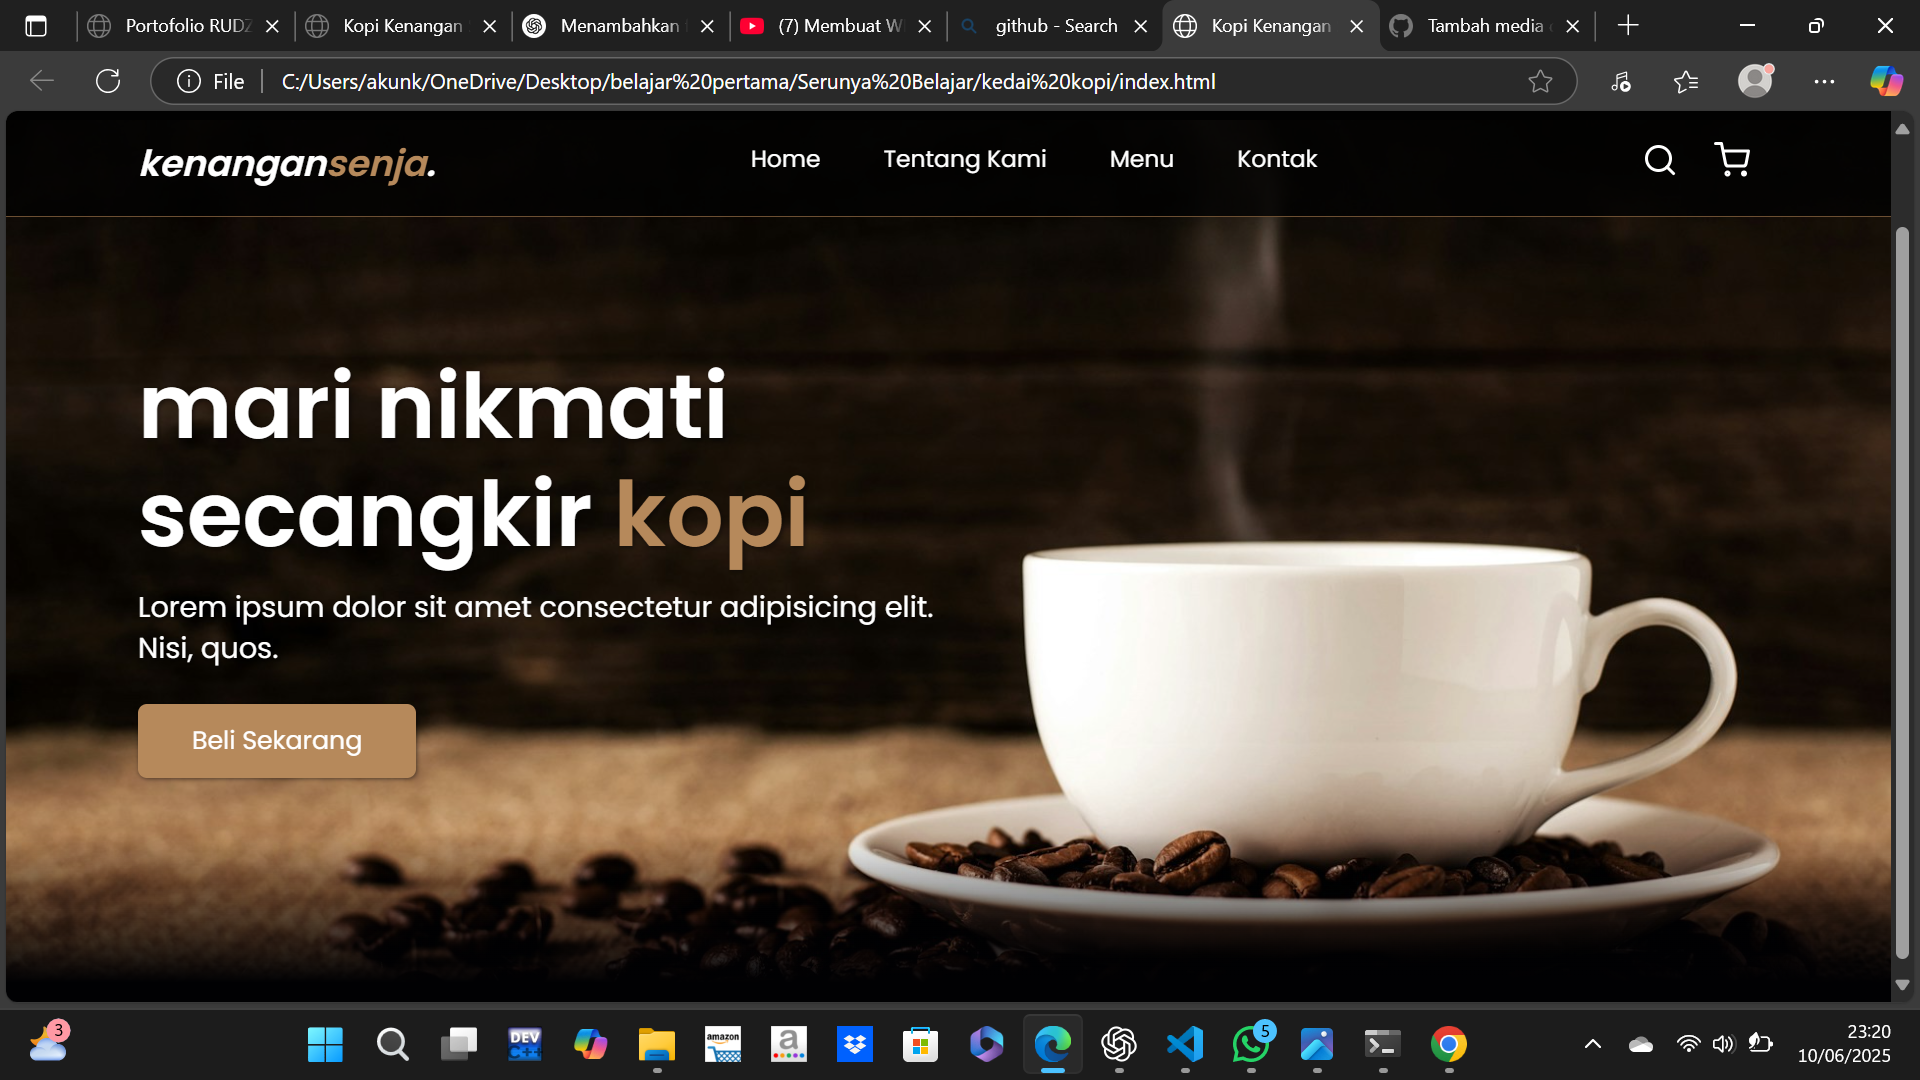 Portofolio RUDZ
Kopi Kenangan
Menambahkan
(7) Membuat W
github - Search
Kopi Kenangan
Tambah media
File
C:/Users/akunk/OneDrive/Desktop/belajar%20pertama/Serunya%20Belajar/kedai%20kopi/index.html
kenangansenja.
Home
Tentang Kami
Menu
Kontak
mari nikmati
secangkir kopi
Lorem ipsum dolor sit amet consectetur adipisicing elit.
Nisi, quos.
Beli Sekarang
3
DEV
C++
amazon
a
5
23:20
10/06/2025